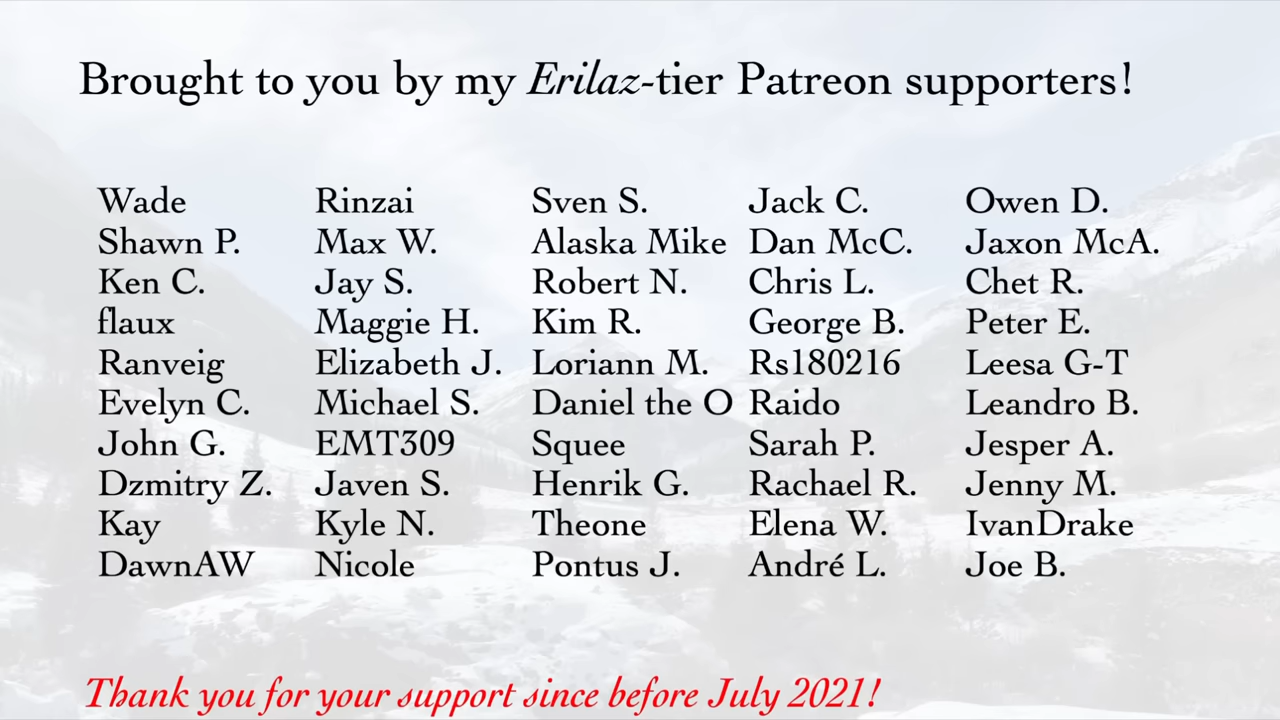 Brought to you by my Erilaz-tier Patreon supporters!
Wade Rinzai Sven S. Jack C. Owen D.
Shawn P. Max W. Alaska Mike Dan McC. Jaxon McA.
Ken C. Jay S. Robert N. Chris L. Chet R.
flaux Maggie H. Kim R. George B. Peter E.
Ranveig Elizabeth J. Loriann M. Rs180216 Leesa G-T
Evelyn C. Michael S. Daniel the O Raido Leandro B.
John G. EMT309 Squee Sarah P. Jesper A.
Dzmitry Z. Javen S. Henrik G. Rachael R. Jenny M.
Kay Kyle N. Theone Elena W. IvanDrake
DawnAW Nicole Pontus J. André L. Joe B.
Thank you for your support since before July 2021!